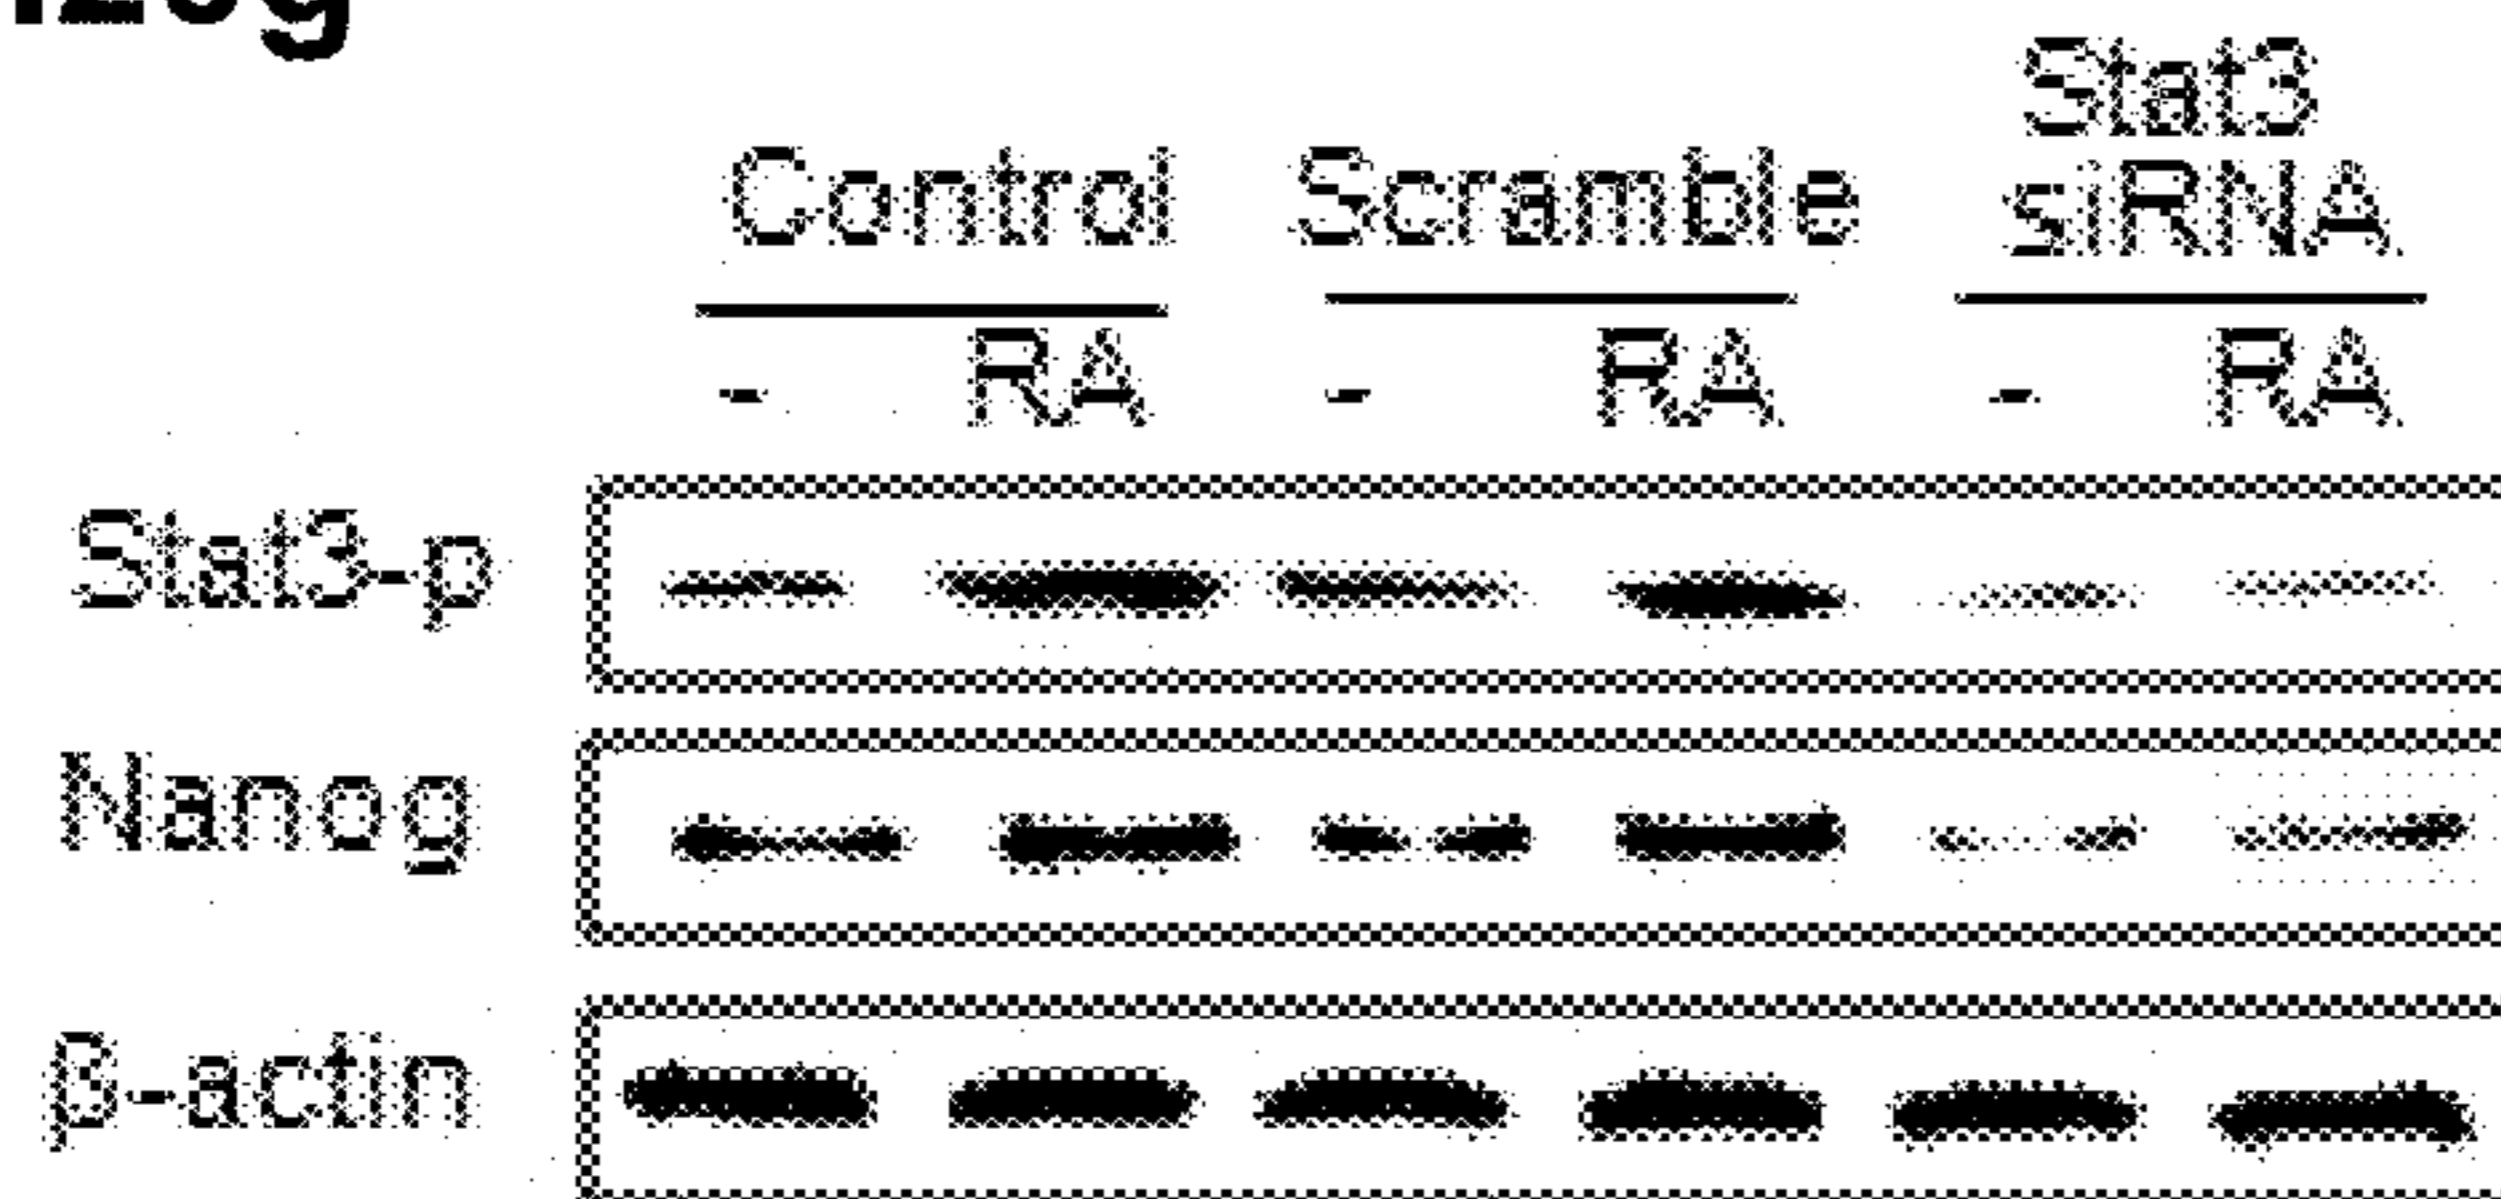 Stat3
Control Scramble siRNA
- RA - RA - RA
Stat3-p
Nanog
β-actin